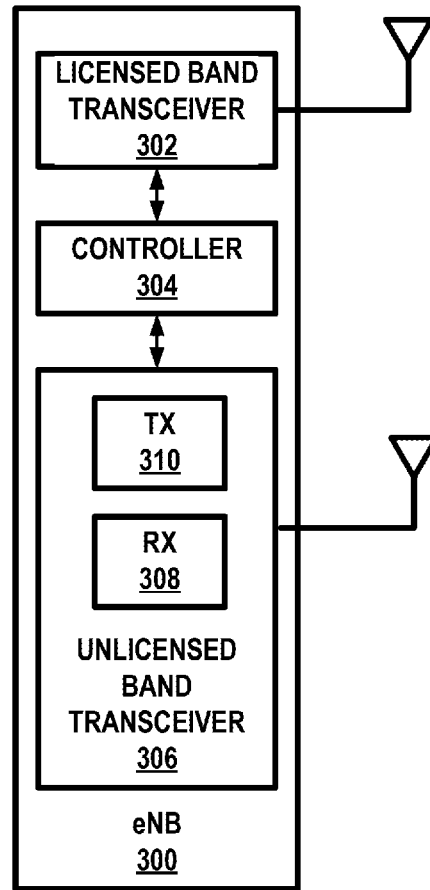 LICENSED BAND
TRANSCEIVER
302
CONTROLLER
304
TX
310
RX
308
UNLICENSED
BAND
TRANSCEIVER
306
eNB
300